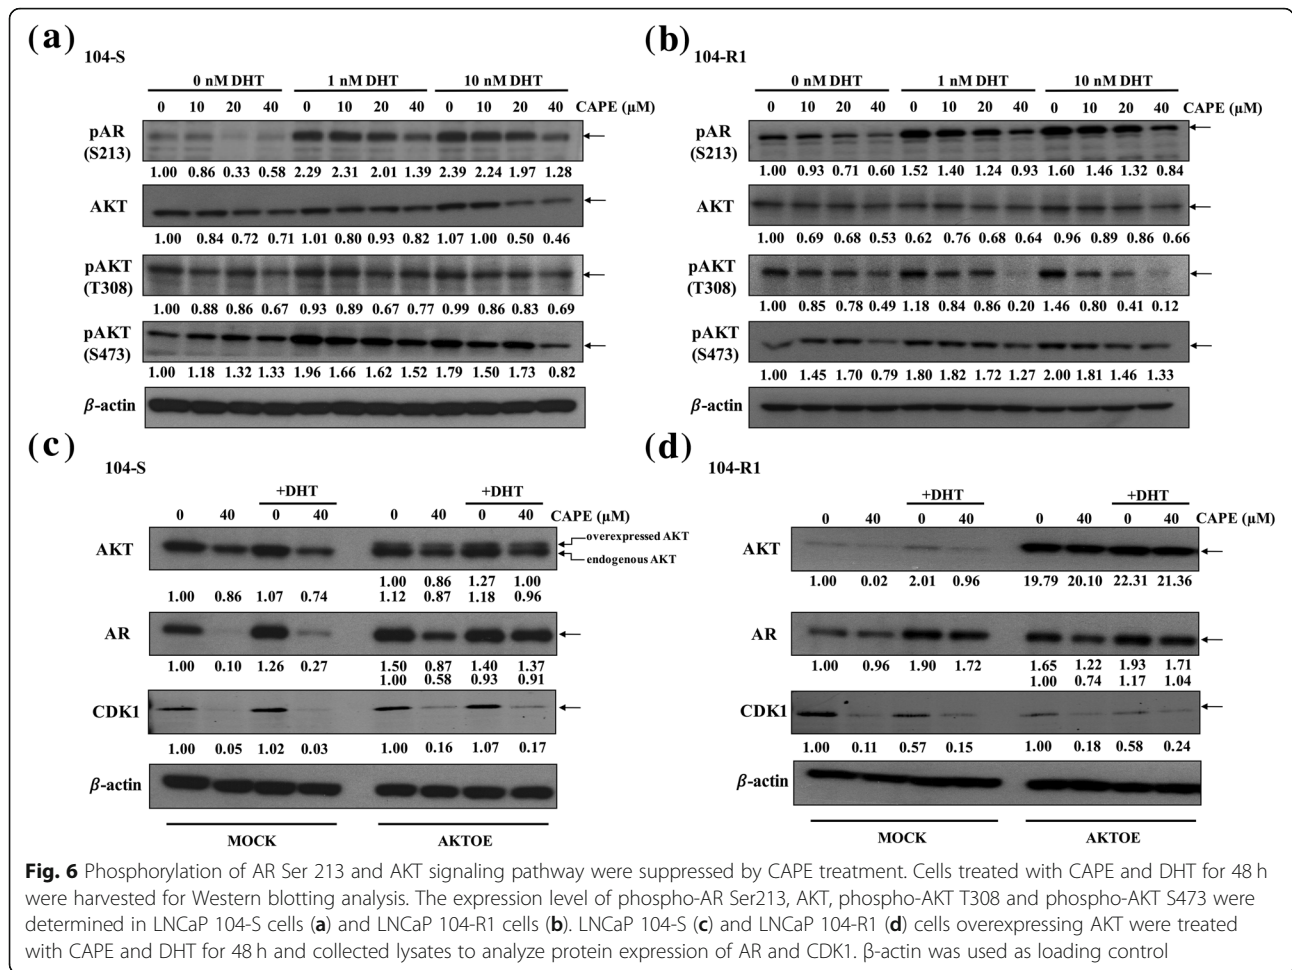 (a)
104-S
0 nM DHT 1 nM DHT 10 nM DHT
0 10 20 40 0 10 20 40 0 10 20 40 CAPE (µM)
pAR
(S213)
1.00 0.86 0.33 0.58 2.29 2.31 2.01 1.39 2.39 2.24 1.97 1.28
AKT
1.00 0.84 0.72 0.71 1.01 0.80 0.93 0.82 1.07 1.00 0.50 0.46
pAKT
(T308)
1.00 0.88 0.86 0.67 0.93 0.89 0.67 0.77 0.99 0.86 0.83 0.69
pAKT
(S473)
1.00 1.18 1.32 1.33 1.96 1.66 1.62 1.52 1.79 1.50 1.73 0.82
β-actin
(b)
104-R1
0 nM DHT 1 nM DHT 10 nM DHT
0 10 20 40 0 10 20 40 0 10 20 40 CAPE (µM)
pAR
(S213)
1.00 0.93 0.71 0.60 1.52 1.40 1.24 0.93 1.60 1.46 1.32 0.84
AKT
1.00 0.69 0.68 0.53 0.62 0.76 0.68 0.64 0.96 0.89 0.86 0.66
pAKT
(T308)
1.00 0.85 0.78 0.49 1.18 0.84 0.86 0.20 1.46 0.80 0.41 0.12
pAKT
(S473)
1.00 1.45 1.70 0.79 1.80 1.82 1.72 1.27 2.00 1.81 1.46 1.33
β-actin
(c)
104-S
+DHT +DHT
0 40 0 40 0 40 0 40 CAPE (µM)
AKT
overexpressed AKT
endogenous AKT
1.00 0.86 1.27 1.00
1.00 0.86 1.07 0.74 1.12 0.87 1.18 0.96
AR
1.00 0.10 1.26 0.27 1.50 0.87 1.40 1.37
1.00 0.58 0.93 0.91
CDK1
1.00 0.05 1.02 0.03 1.00 0.16 1.07 0.17
β-actin
MOCK AKTOE
(d)
104-R1
+DHT +DHT
0 40 0 40 0 40 0 40 CAPE (µM)
AKT
1.00 0.02 2.01 0.96 19.79 20.10 22.31 21.36
AR
1.00 0.96 1.90 1.72 1.65 1.22 1.93 1.71
1.00 0.74 1.17 1.04
CDK1
1.00 0.11 0.57 0.15 1.00 0.18 0.58 0.24
β-actin
MOCK AKTOE
Fig. 6 Phosphorylation of AR Ser 213 and AKT signaling pathway were suppressed by CAPE treatment. Cells treated with CAPE and DHT for 48 h
were harvested for Western blotting analysis. The expression level of phospho-AR Ser213, AKT, phospho-AKT T308 and phospho-AKT S473 were
determined in LNCaP 104-S cells (a) and LNCaP 104-R1 cells (b). LNCaP 104-S (c) and LNCaP 104-R1 (d) cells overexpressing AKT were treated
with CAPE and DHT for 48 h and collected lysates to analyze protein expression of AR and CDK1. β-actin was used as loading control